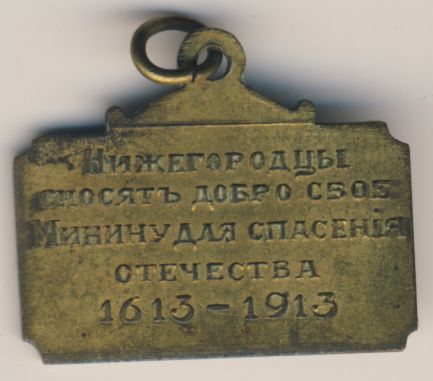 Нижегородцы
сносятъ добро свое
Минину для спасенія
отечества
1613-1913